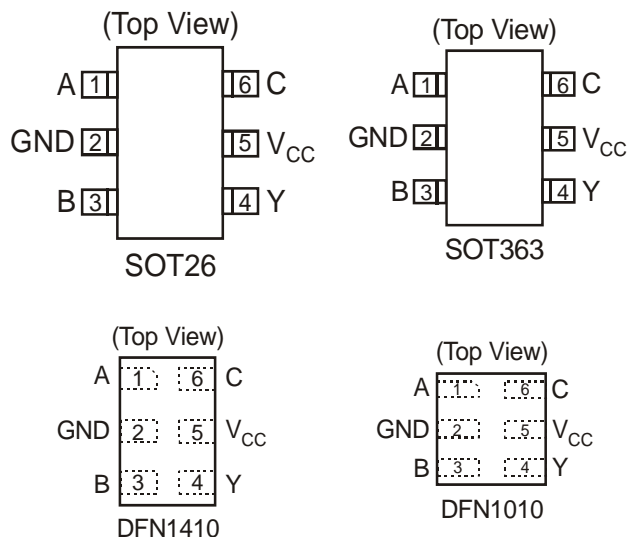 (Top View)
A 1 6 C
GND 2 5 VCC
B 3 4 Y
SOT26
(Top View)
A 1 6 C
GND 2 5 VCC
B 3 4 Y
SOT363
(Top View)
A 1 6 C
GND 2 5 VCC
B 3 4 Y
DFN1410
(Top View)
A 1 6 C
GND 2 5 VCC
B 3 4 Y
DFN1010